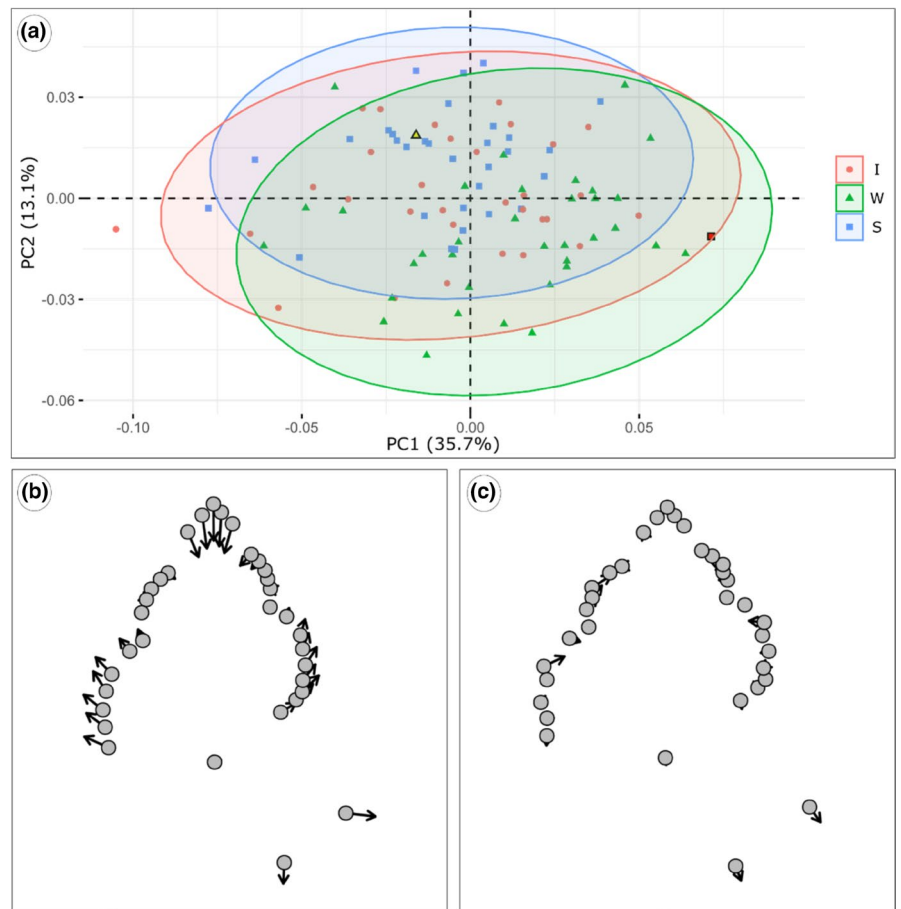 (a)
0.03
0.00
-0.03
-0.06
PC2 (13.1%)
-0.10
-0.05
0.00
0.05
PC1 (35.7%)
I
W
S
(b)
(c)